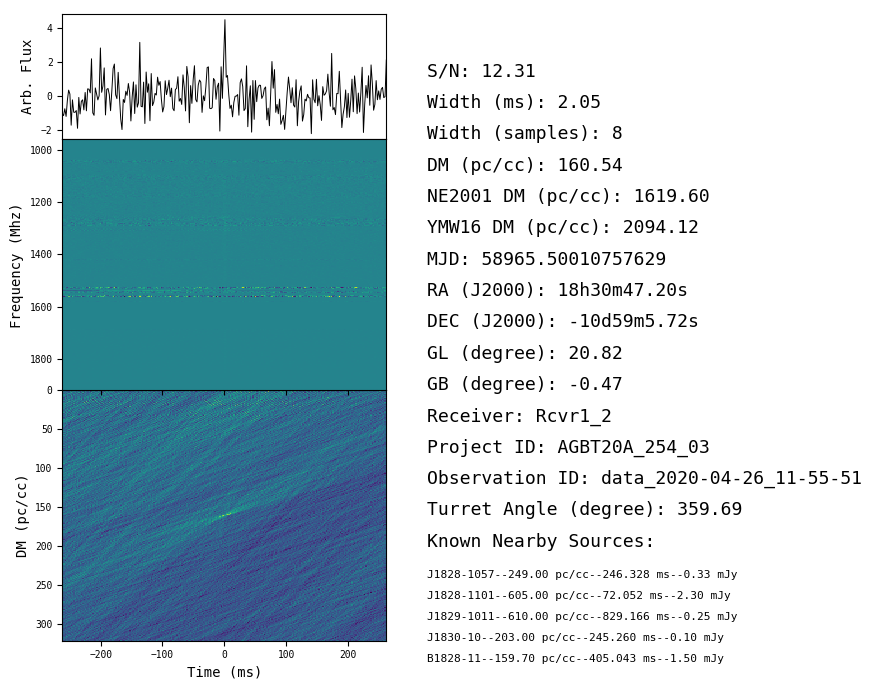 4
2
0
−2
Arb. Flux
1000
1200
1400
1600
1800
Frequency (Mhz)
0
50
100
150
200
250
300
DM (pc/cc)
−200
−100
0
100
200
Time (ms)
S/N: 12.31
Width (ms): 2.05
Width (samples): 8
DM (pc/cc): 160.54
NE2001 DM (pc/cc): 1619.60
YMW16 DM (pc/cc): 2094.12
MJD: 58965.50010757629
RA (J2000): 18h30m47.20s
DEC (J2000): -10d59m5.72s
GL (degree): 20.82
GB (degree): -0.47
Receiver: Rcvr1_2
Project ID: AGBT20A_254_03
Observation ID: data_2020-04-26_11-55-51
Turret Angle (degree): 359.69
Known Nearby Sources:
J1828-1057--249.00 pc/cc--246.328 ms--0.33 mJy
J1828-1101--605.00 pc/cc--72.052 ms--2.30 mJy
J1829-1011--610.00 pc/cc--829.166 ms--0.25 mJy
J1830-10--203.00 pc/cc--245.260 ms--0.10 mJy
B1828-11--159.70 pc/cc--405.043 ms--1.50 mJy